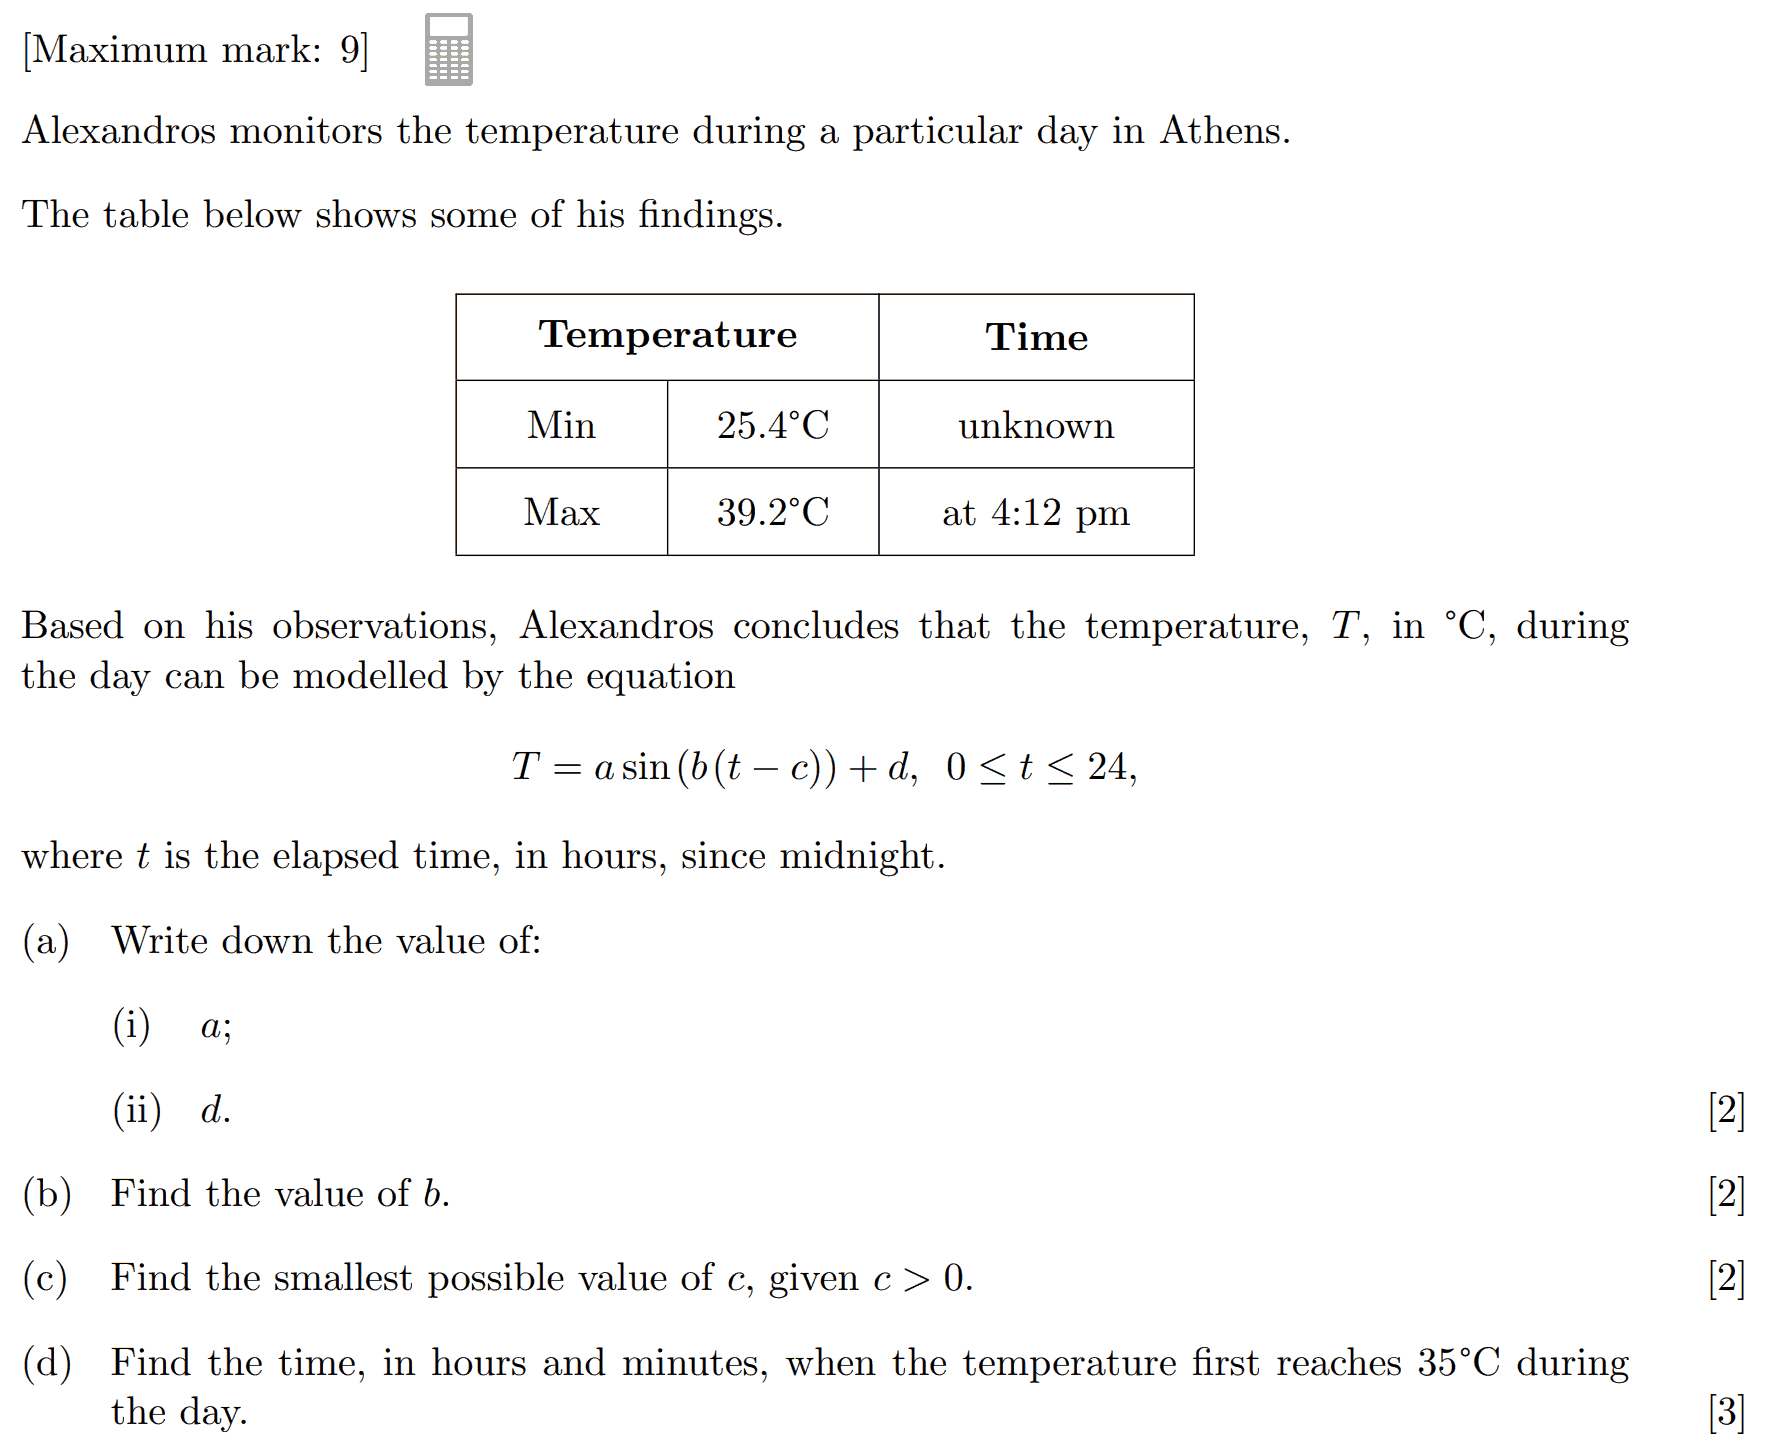 [Maximum mark: 9]
Alexandros monitors the temperature during a particular day in Athens.
The table below shows some of his findings.
Temperature Time
Min 25.4°C unknown
Max 39.2°C at 4:12 pm
Based on his observations, Alexandros concludes that the temperature, T, in °C, during
the day can be modelled by the equation
T = a sin(b(t − c)) + d, 0 ≤ t ≤ 24,
where t is the elapsed time, in hours, since midnight.
(a) Write down the value of:
(i) a;
(ii) d. [2]
(b) Find the value of b. [2]
(c) Find the smallest possible value of c, given c > 0. [2]
(d) Find the time, in hours and minutes, when the temperature first reaches 35°C during
the day. [3]